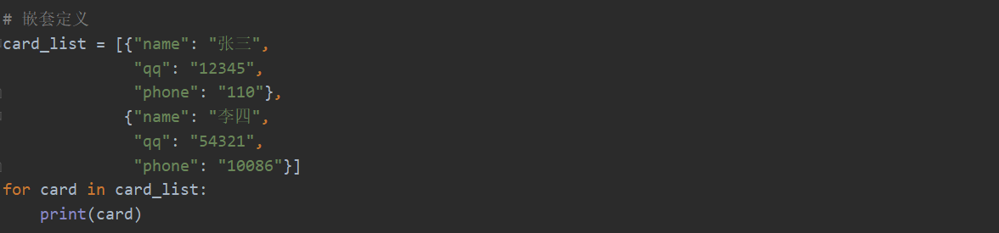 # 嵌套定义
card_list = [{"name": "张三",
              "qq": "12345",
              "phone": "110"},
             {"name": "李四",
              "qq": "54321",
              "phone": "10086"}]
for card in card_list:
    print(card)